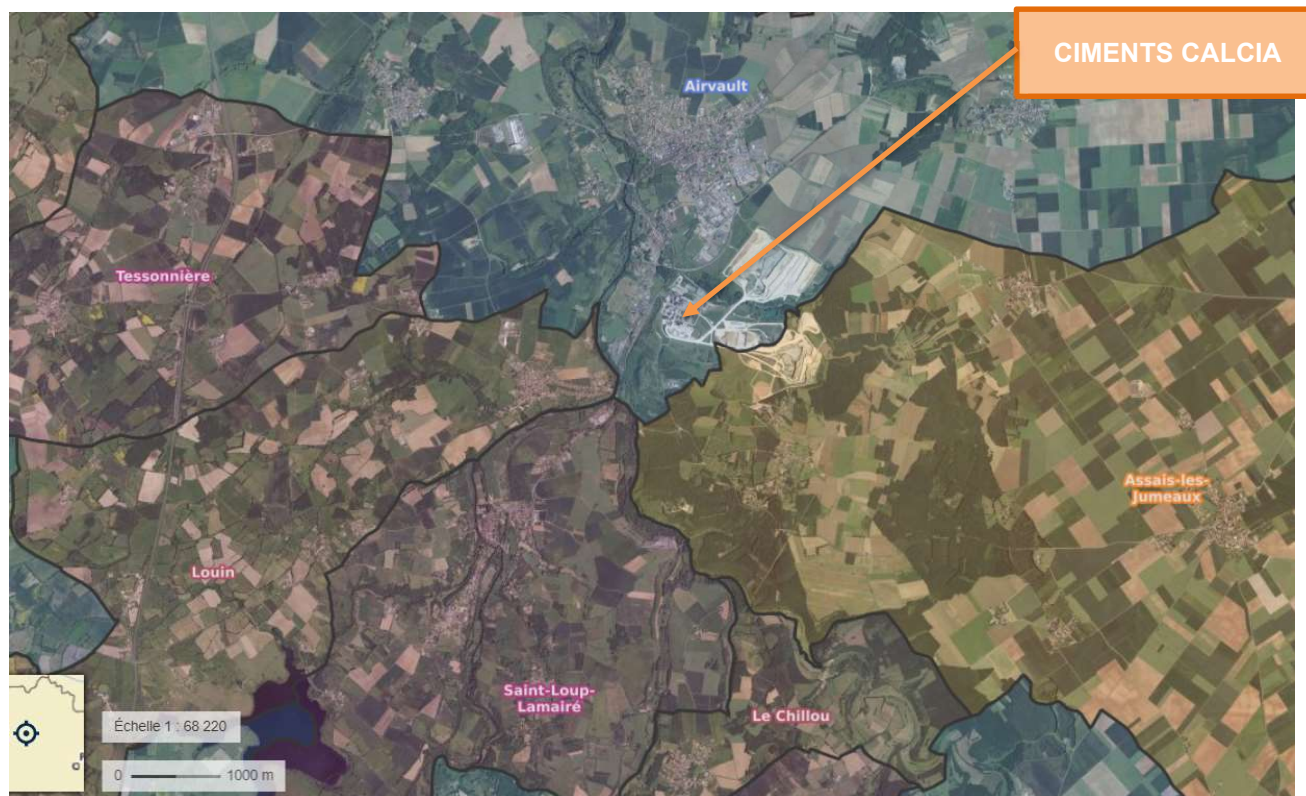 CIMENTS CALCIA
Airvault
Tessonnière
Assais-les-
Jumeaux
Louin
Saint-Loup-
Lamairé
Le Chillou
Échelle 1 : 68 220
0 1000 m